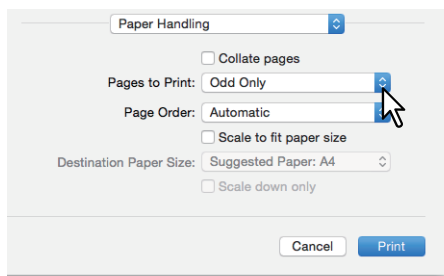 Paper Handling
Collate pages
Pages to Print: Odd Only
Page Order: Automatic
Scale to fit paper size
Destination Paper Size: Suggested Paper: A4
Scale down only
Cancel Print